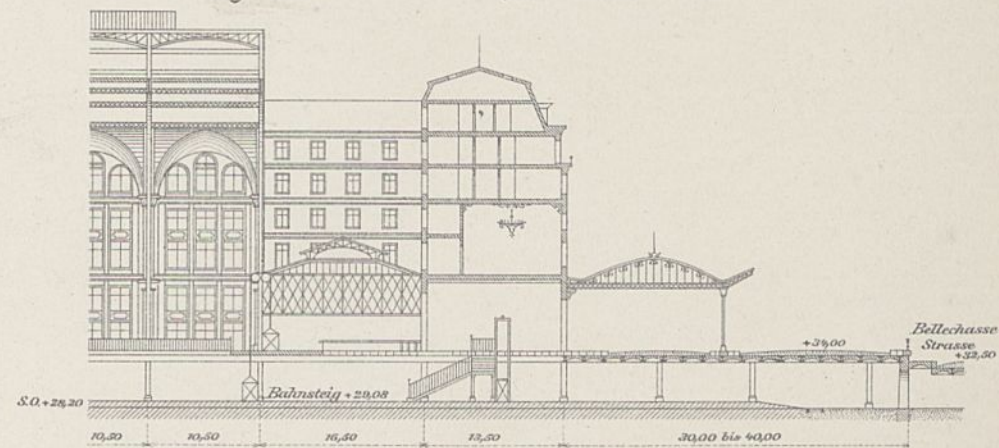 Bellechasse
Strasse
+34,00
+32,50
Bahnsteig +29,08
S.O.+28,20
10,50
10,50
16,50
13,50
30,00 bis 40,00